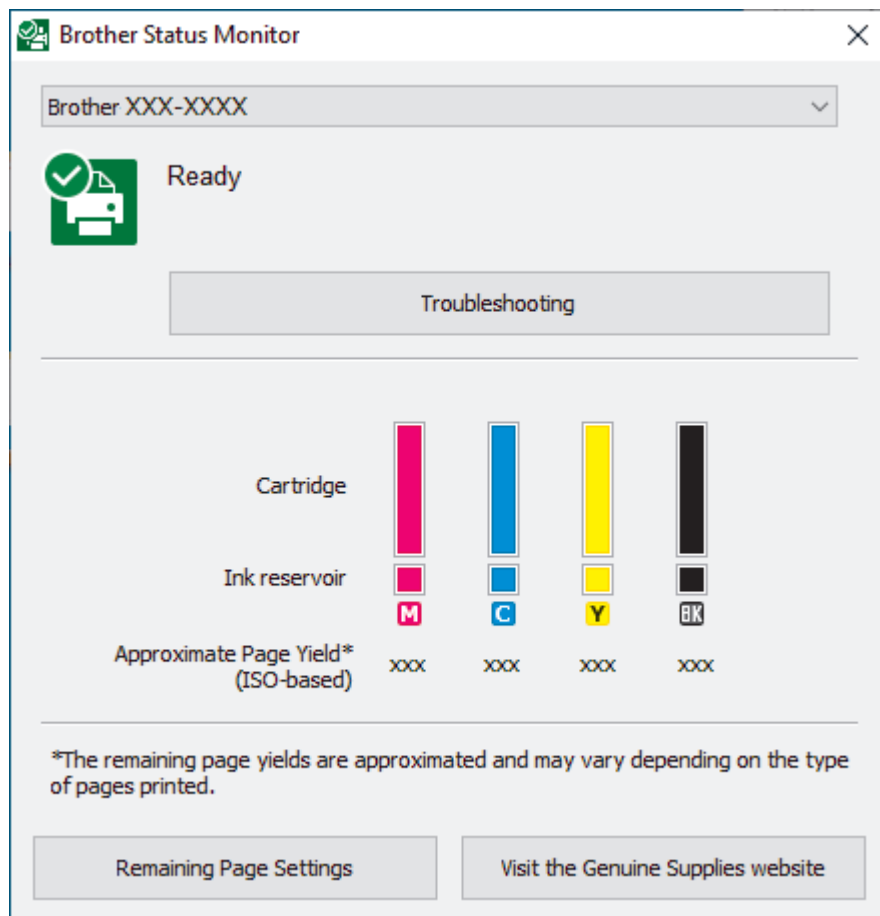 Brother Status Monitor
Brother XXX-XXXX
Ready
Troubleshooting
Cartridge
Ink reservoir
M C Y BK
Approximate Page Yield* xxx xxx xxx xxx
(ISO-based)
*The remaining page yields are approximated and may vary depending on the type
of pages printed.
Remaining Page Settings
Visit the Genuine Supplies website